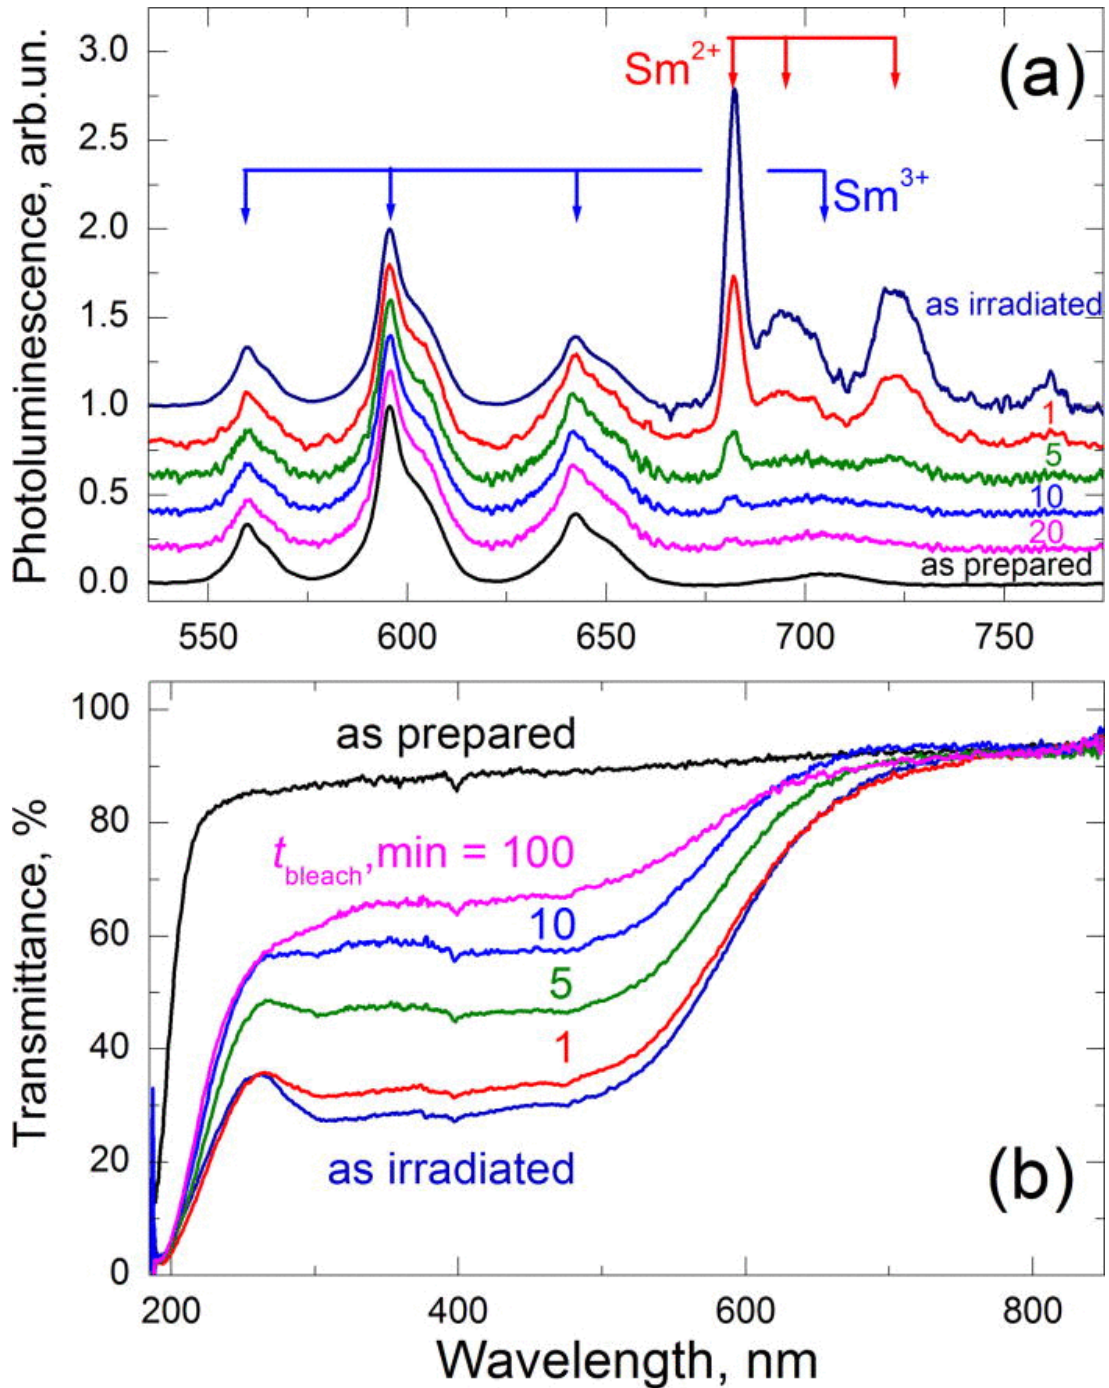 Photoluminescence, arb.un.
3.0
2.5
2.0
1.5
1.0
0.5
0.0
Sm²⁺
(a)
Sm³⁺
as irradiated
1
5
10
20
as prepared
550 600 650 700 750
Transmittance, %
100
80
60
40
20
0
as prepared
t bleach, min = 100
10
5
1
as irradiated
(b)
200 400 600 800
Wavelength, nm